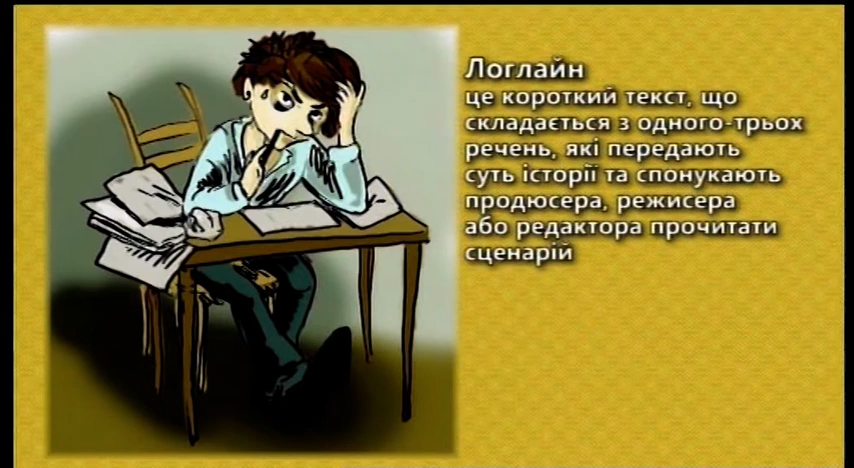 Логлайн
це короткий текст, що
складається з одного-трьох
речень, які передають
суть історії та спонукають
продюсера, режисера
або редактора прочитати
сценарій